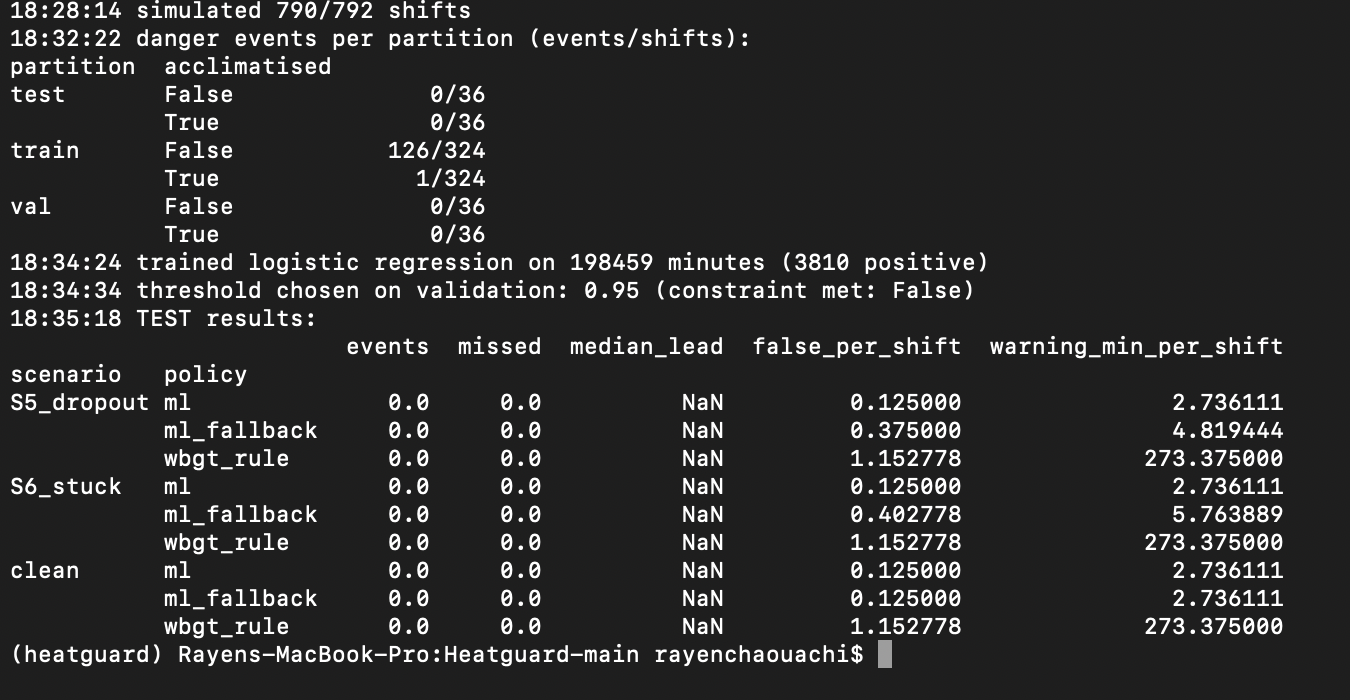 18:28:14 simulated 790/792 shifts
18:32:22 danger events per partition (events/shifts):
partition  acclimatised
test       False              0/36
           True               0/36
train      False           126/324
           True              1/324
val        False              0/36
           True               0/36
18:34:24 trained logistic regression on 198459 minutes (3810 positive)
18:34:34 threshold chosen on validation: 0.95 (constraint met: False)
18:35:18 TEST results:
                        events  missed  median_lead  false_per_shift  warning_min_per_shift
scenario   policy
S5_dropout ml              0.0     0.0          NaN         0.125000               2.736111
           ml_fallback     0.0     0.0          NaN         0.375000               4.819444
           wbgt_rule       0.0     0.0          NaN         1.152778             273.375000
S6_stuck   ml              0.0     0.0          NaN         0.125000               2.736111
           ml_fallback     0.0     0.0          NaN         0.402778               5.763889
           wbgt_rule       0.0     0.0          NaN         1.152778             273.375000
clean      ml              0.0     0.0          NaN         0.125000               2.736111
           ml_fallback     0.0     0.0          NaN         0.125000               2.736111
           wbgt_rule       0.0     0.0          NaN         1.152778             273.375000
(heatguard) Rayens-MacBook-Pro:Heatguard-main rayenchaouachi$